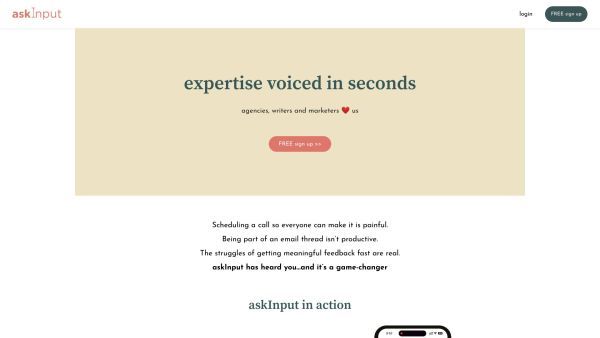 askInput
login
FREE sign up
expertise voiced in seconds
agencies, writers and marketers ❤️ us
FREE sign up >>
Scheduling a call so everyone can make it is painful.
Being part of an email thread isn't productive.
The struggles of getting meaningful feedback fast are real.
askInput has heard you...and it's a game-changer
askInput in action